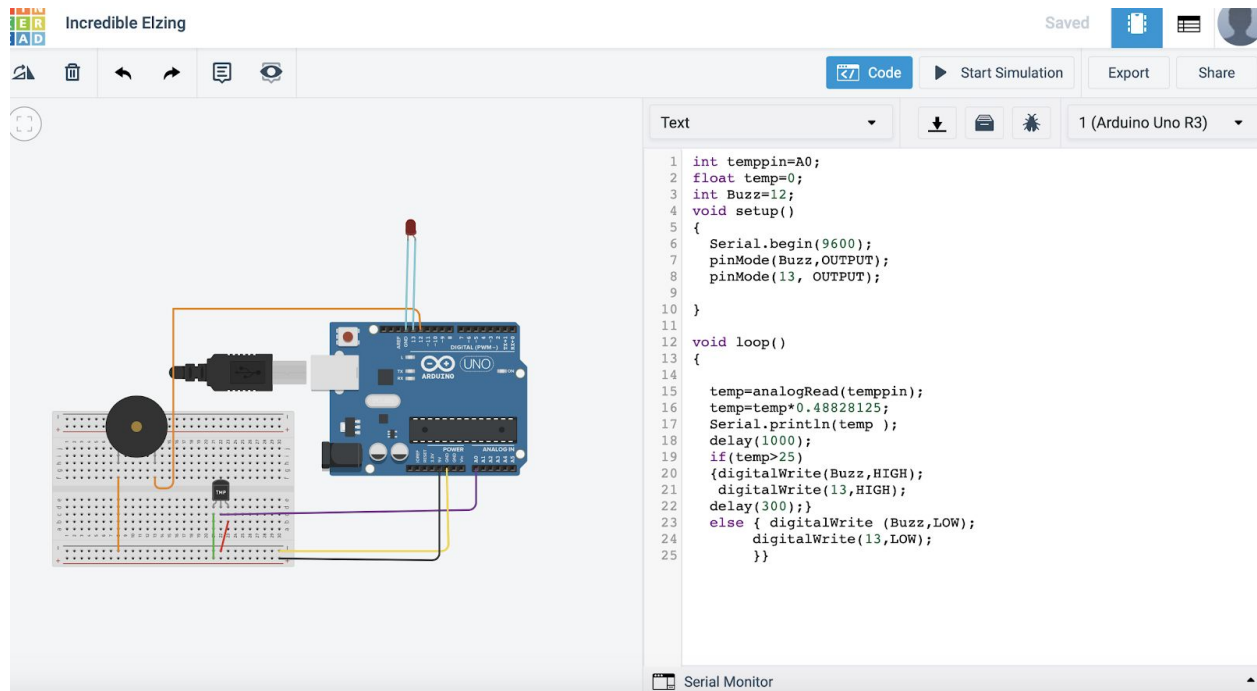 ER
AD
Incredible Elzing
Saved
Code
Start Simulation
Export
Share
Text
1 (Arduino Uno R3)
1 int temppin=A0;
2 float temp=0;
3 int Buzz=12;
4 void setup()
5 {
6 Serial.begin(9600);
7 pinMode(Buzz,OUTPUT);
8 pinMode(13, OUTPUT);
9
10 }
11
12 void loop()
13 {
14
15 temp=analogRead(temppin);
16 temp=temp*0.48828125;
17 Serial.println(temp );
18 delay(1000);
19 if(temp>25)
20 {digitalWrite(Buzz,HIGH);
21 digitalWrite(13,HIGH);
22 delay(300);}
23 else { digitalWrite (Buzz,LOW);
24 digitalWrite(13,LOW);
25 }}
DIGITAL (PWM~)
UNO
ARDUINO
POWER
ANALOG IN
TMP
Serial Monitor